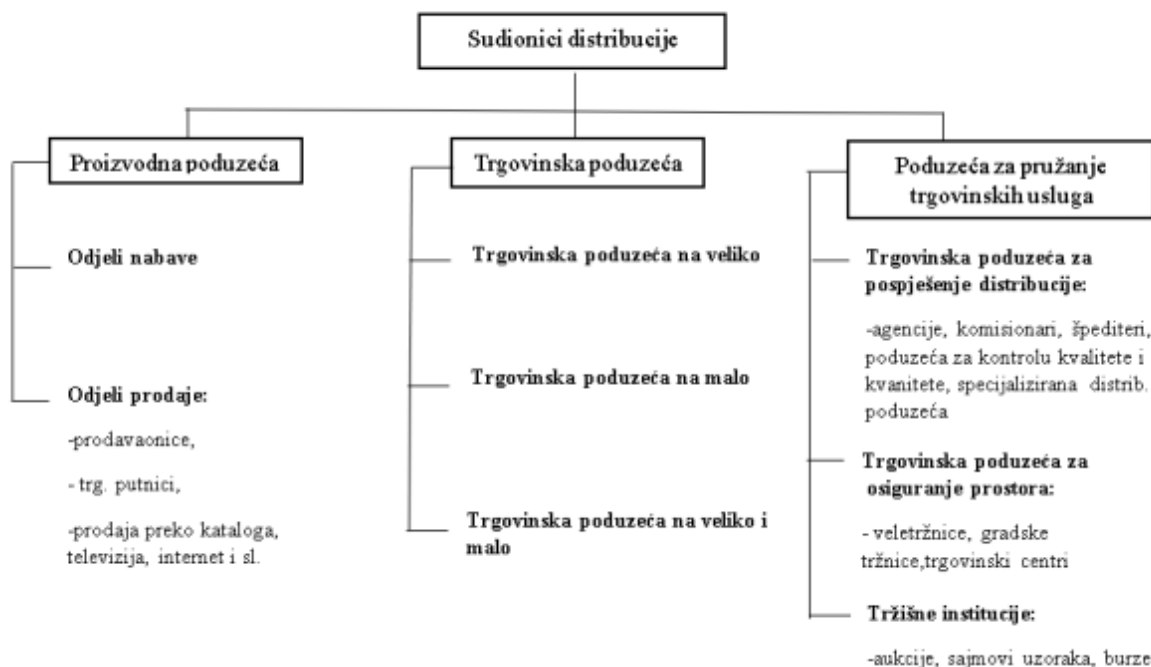 Sudionici distribucije
Proizvodna poduzeća
Odjeli nabave
Odjeli prodaje:
-prodavaonice,
- trg. putnici,
-prodaja preko kataloga,
televizija, internet i sl.
Trgovinska poduzeća
Trgovinska poduzeća na veliko
Trgovinska poduzeća na malo
Trgovinska poduzeća na veliko i
malo
Poduzeća za pružanje
trgovinskih usluga
Trgovinska poduzeća za
pospješenje distribucije:
-agencije, komisionari, špediteri,
poduzeća za kontrolu kvalitete i
kvanitete, specijalizirana distrib.
poduzeća
Trgovinska poduzeća za
osiguranje prostora:
- veletržnice, gradske
tržnice,trgovinski centri
Tržišne institucije:
-aukcije, sajmovi uzoraka, burze